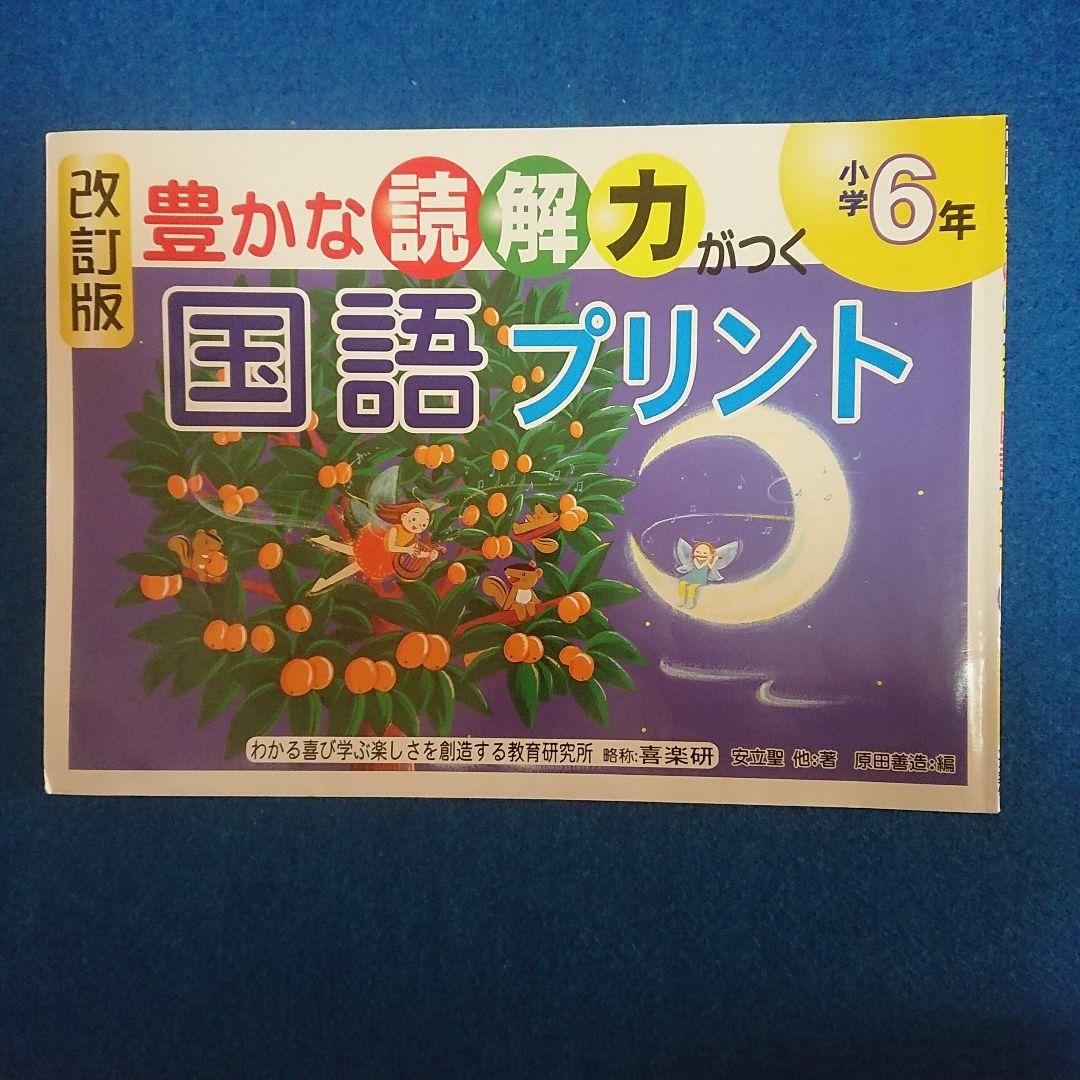 改訂版
豊かな読解力がつく
小学6年
国語プリント
わかる喜び学ぶ楽しさを創造する教育研究所 略称:喜楽研 安立聖 他:著 原田善造:編